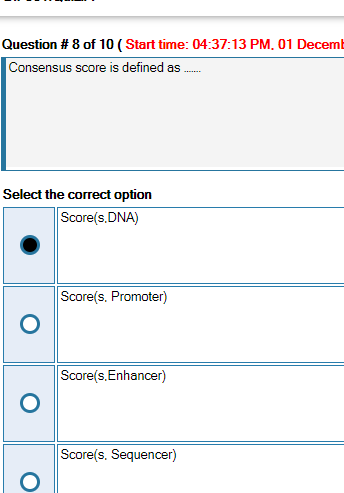 Question # 8 of 10 ( Start time: 04:37:13 PM, 01 Decemb
Consensus score is defined as .......
Select the correct option
Score(s,DNA)
Score(s, Promoter)
Score(s,Enhancer)
Score(s, Sequencer)